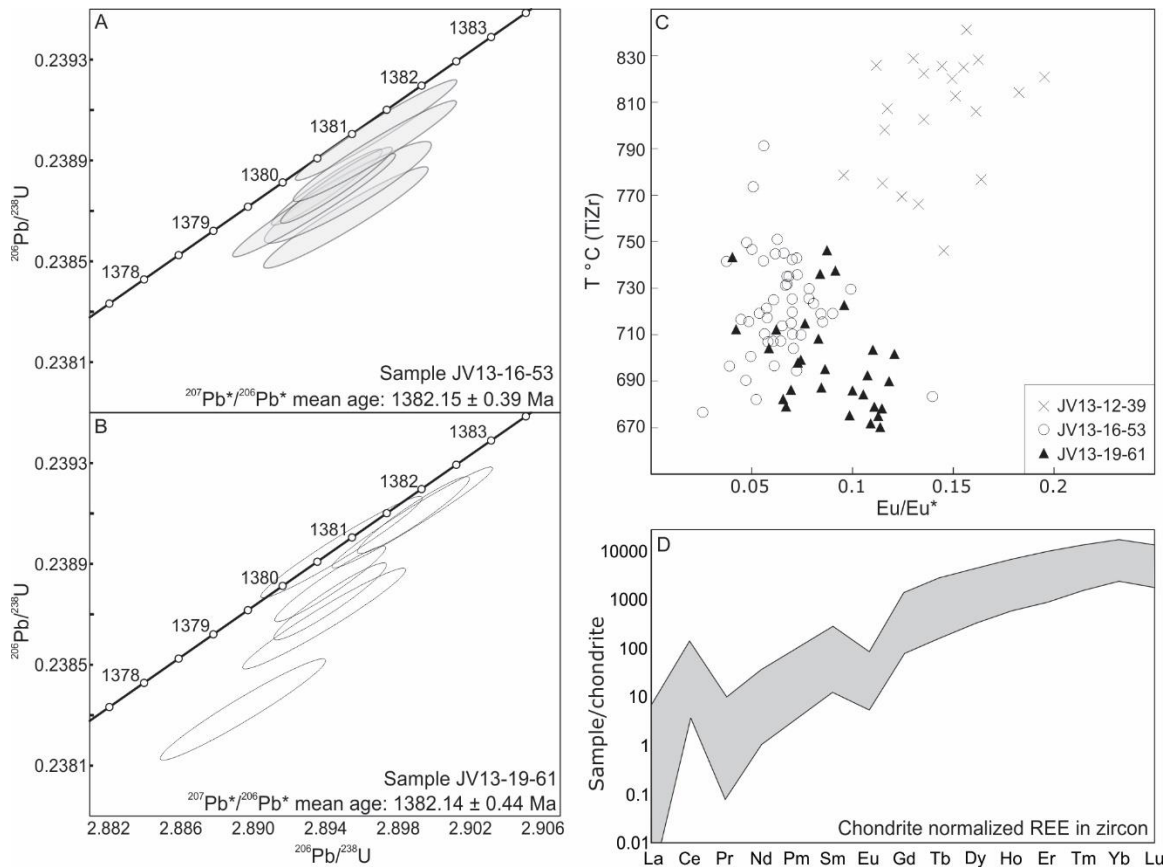 A
0.2393
0.2389
0.2385
0.2381
206Pb/238U
1383
1382
1381
1380
1379
1378
Sample JV13-16-53
207Pb*/206Pb* mean age: 1382.15 ± 0.39 Ma
B
0.2393
0.2389
0.2385
0.2381
206Pb/238U
1383
1382
1381
1380
1379
1378
Sample JV13-19-61
207Pb*/206Pb* mean age: 1382.14 ± 0.44 Ma
2.882 2.886 2.890 2.894 2.898 2.902 2.906
206Pb/238U
C
830
810
790
770
750
730
710
690
670
T °C (TiZr)
JV13-12-39
JV13-16-53
JV13-19-61
0.05 0.1 0.15 0.2
Eu/Eu*
D
10000
1000
100
10
1
0.1
0.01
Sample/chondrite
Chondrite normalized REE in zircon
La Ce Pr Nd Pm Sm Eu Gd Tb Dy Ho Er Tm Yb Lu